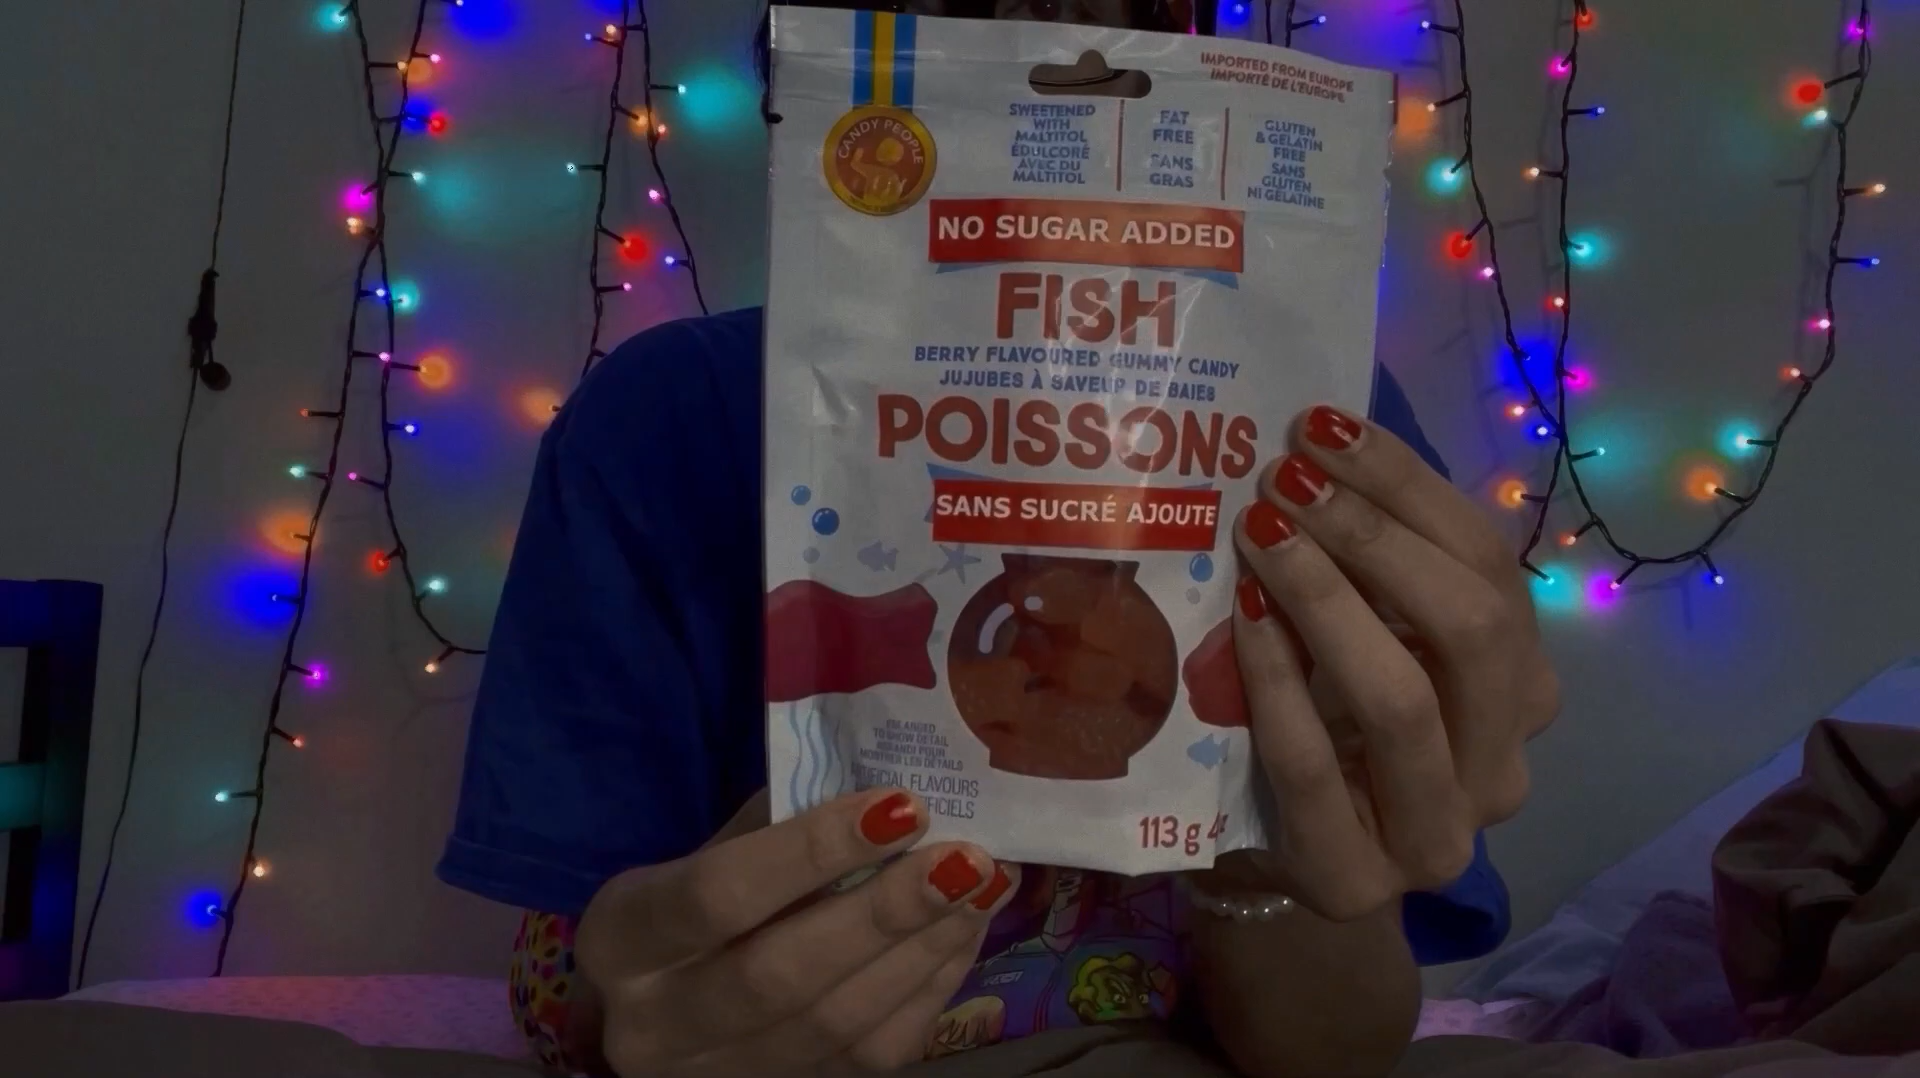 IMPORTED FROM EUROPE
IMPORTÉ DE L'EUROPE
CANDY PEOPLE
SWEETENED
WITH
MALTITOL
ÉDULCORÉ
AVEC DU
MALTITOL
FAT
FREE
SANS
GRAS
GLUTEN
& GELATIN
FREE
SANS
GLUTEN
NI GELATINE
NO SUGAR ADDED
FISH
BERRY FLAVOURED GUMMY CANDY
JUJUBES À SAVEUR DE BAIES
POISSONS
SANS SUCRÉ AJOUTE
TO SHOW DETAIL
MONTRER LES DÉTAILS
FLAVOURS
113 g